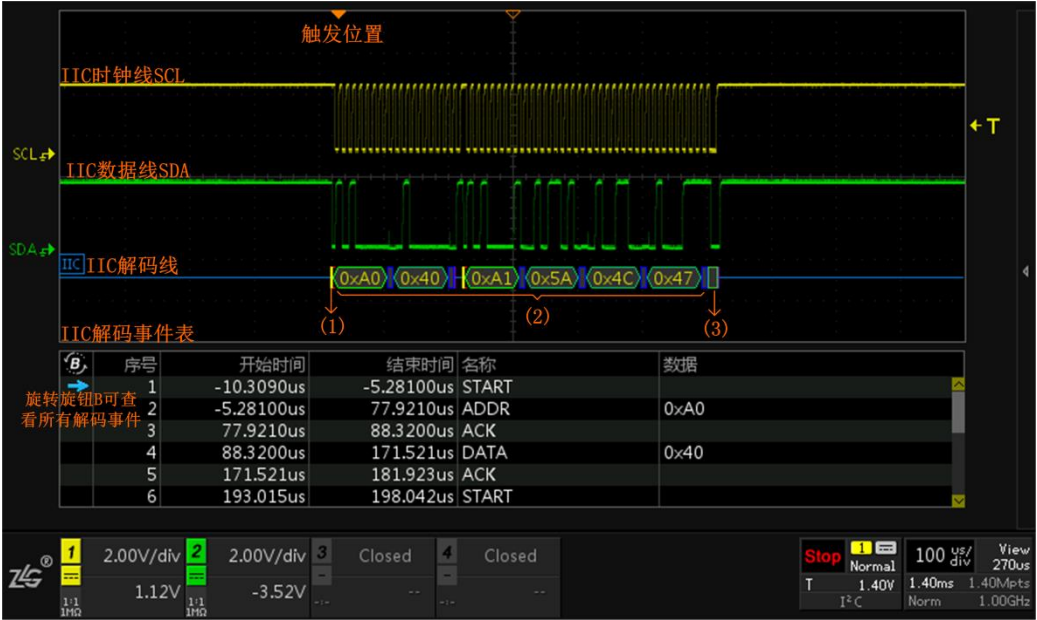 触发位置
IIC时钟线SCL
T
SCL
IIC数据线SDA
SDA
IIC IIC解码线
0xA0 0x40 0xA1 0x5A 0x4C 0x47
(1) (2) (3)
IIC解码事件表
B 序号 开始时间 结束时间 名称 数据
1 -10.3090us -5.28100us START
旋转旋钮B可查
2 -5.28100us 77.9210us ADDR 0xA0
看所有解码事件
3 77.9210us 88.3200us ACK
4 88.3200us 171.521us DATA 0x40
5 171.521us 181.923us ACK
6 193.015us 198.042us START
ZLG® 1 2.00V/div 2 2.00V/div 3 Closed 4 Closed Stop 1 Normal 100 us/div View 270us
1.12V -3.52V -- -- T 1.40V 1.40ms 1.40Mpts
1:1 1MΩ 1:1 1MΩ -:- -:- I²C Norm 1.00GHz